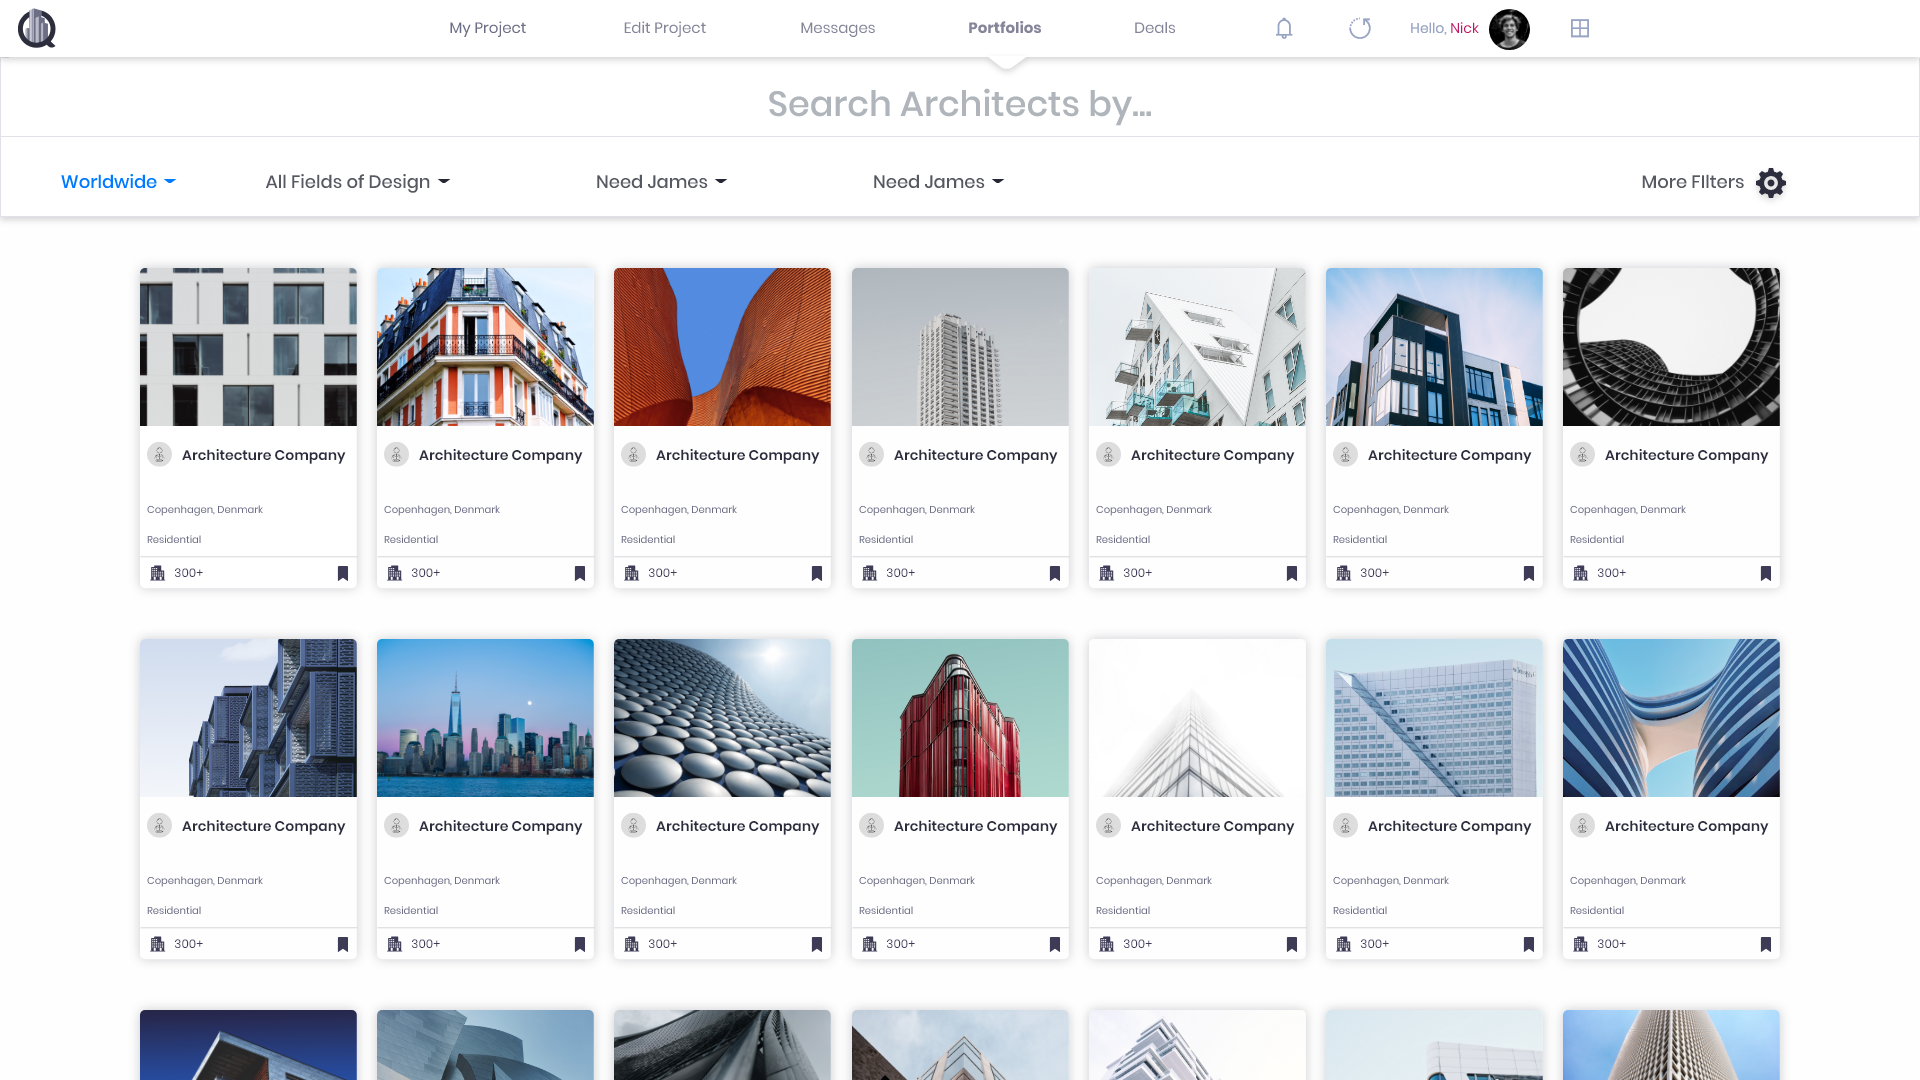 My Project Edit Project Messages Portfolios Deals Hello, Nick
Search Architects by...
Worldwide All Fields of Design Need James Need James More FIlters
Architecture Company Architecture Company Architecture Company Architecture Company Architecture Company Architecture Company Architecture Company
Copenhagen, Denmark Copenhagen, Denmark Copenhagen, Denmark Copenhagen, Denmark Copenhagen, Denmark Copenhagen, Denmark Copenhagen, Denmark
Residential Residential Residential Residential Residential Residential Residential
300+ 300+ 300+ 300+ 300+ 300+ 300+
Architecture Company Architecture Company Architecture Company Architecture Company Architecture Company Architecture Company Architecture Company
Copenhagen, Denmark Copenhagen, Denmark Copenhagen, Denmark Copenhagen, Denmark Copenhagen, Denmark Copenhagen, Denmark Copenhagen, Denmark
Residential Residential Residential Residential Residential Residential Residential
300+ 300+ 300+ 300+ 300+ 300+ 300+